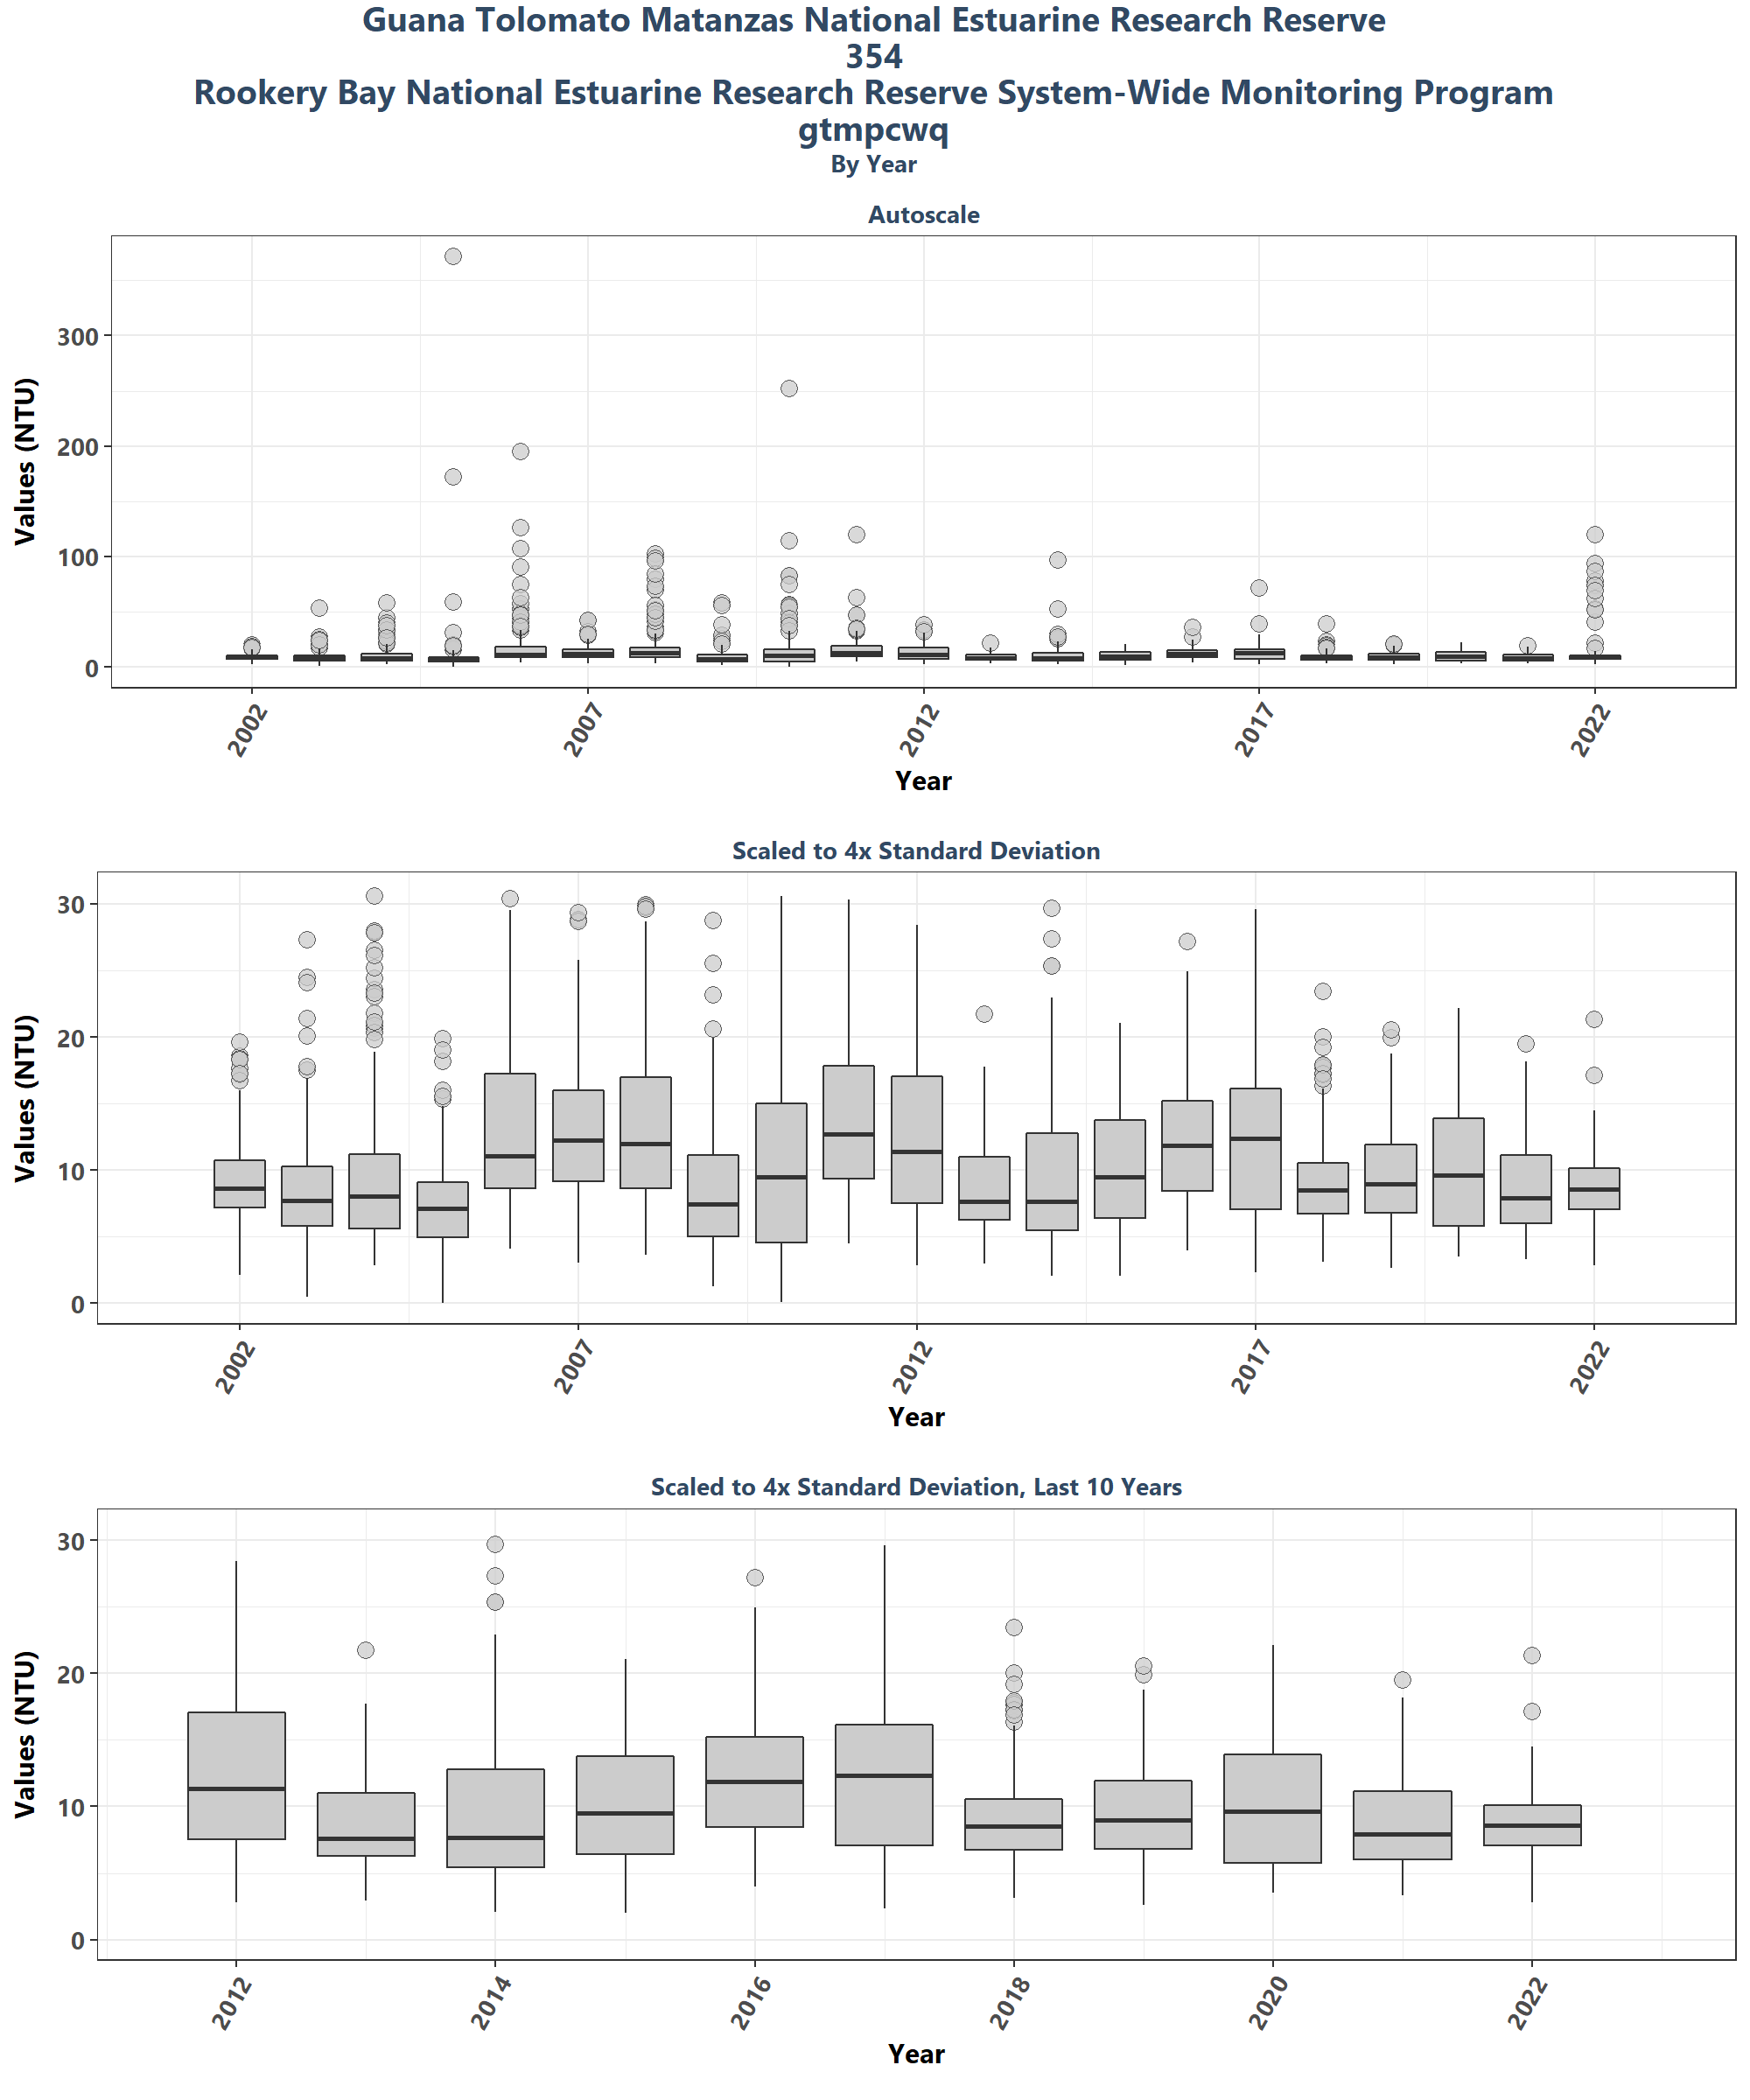 Guana Tolomato Matanzas National Estuarine Research Reserve
354
Rookery Bay National Estuarine Research Reserve System-Wide Monitoring Program
gtmpcwq
By Year
Autoscale
Values (NTU)
300
200
100
0
2002
2007
2012
2017
2022
Year
Scaled to 4x Standard Deviation
Values (NTU)
30
20
10
0
2002
2007
2012
2017
2022
Year
Scaled to 4x Standard Deviation, Last 10 Years
Values (NTU)
30
20
10
0
2012
2014
2016
2018
2020
2022
Year